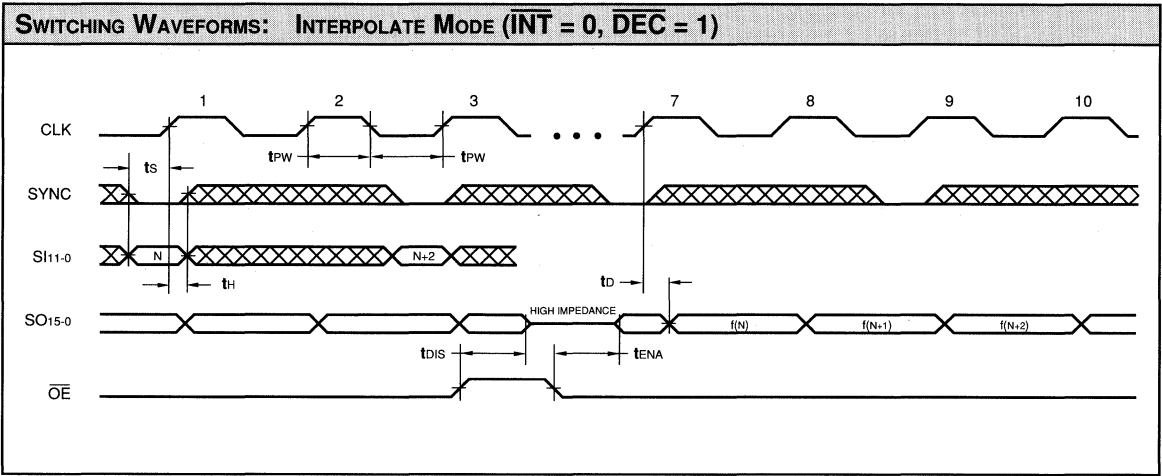 SWITCHING WAVEFORMS: INTERPOLATE MODE (INT = 0, DEC = 1)
1 2 3 7 8 9 10
CLK
tPW tPW
tS
SYNC
SI11-0 N N+2
tH tD
HIGH IMPEDANCE
SO15-0 f(N) f(N+1) f(N+2)
tDIS tENA
OE